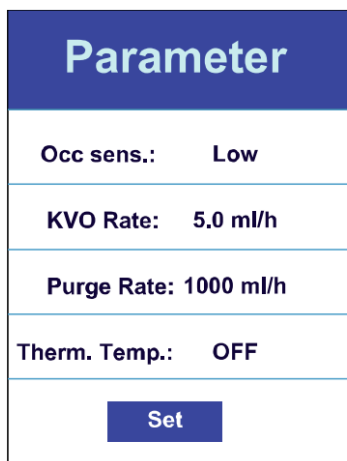 Parameter
Occ sens.: Low
KVO Rate: 5.0 ml/h
Purge Rate: 1000 ml/h
Therm. Temp.: OFF
Set